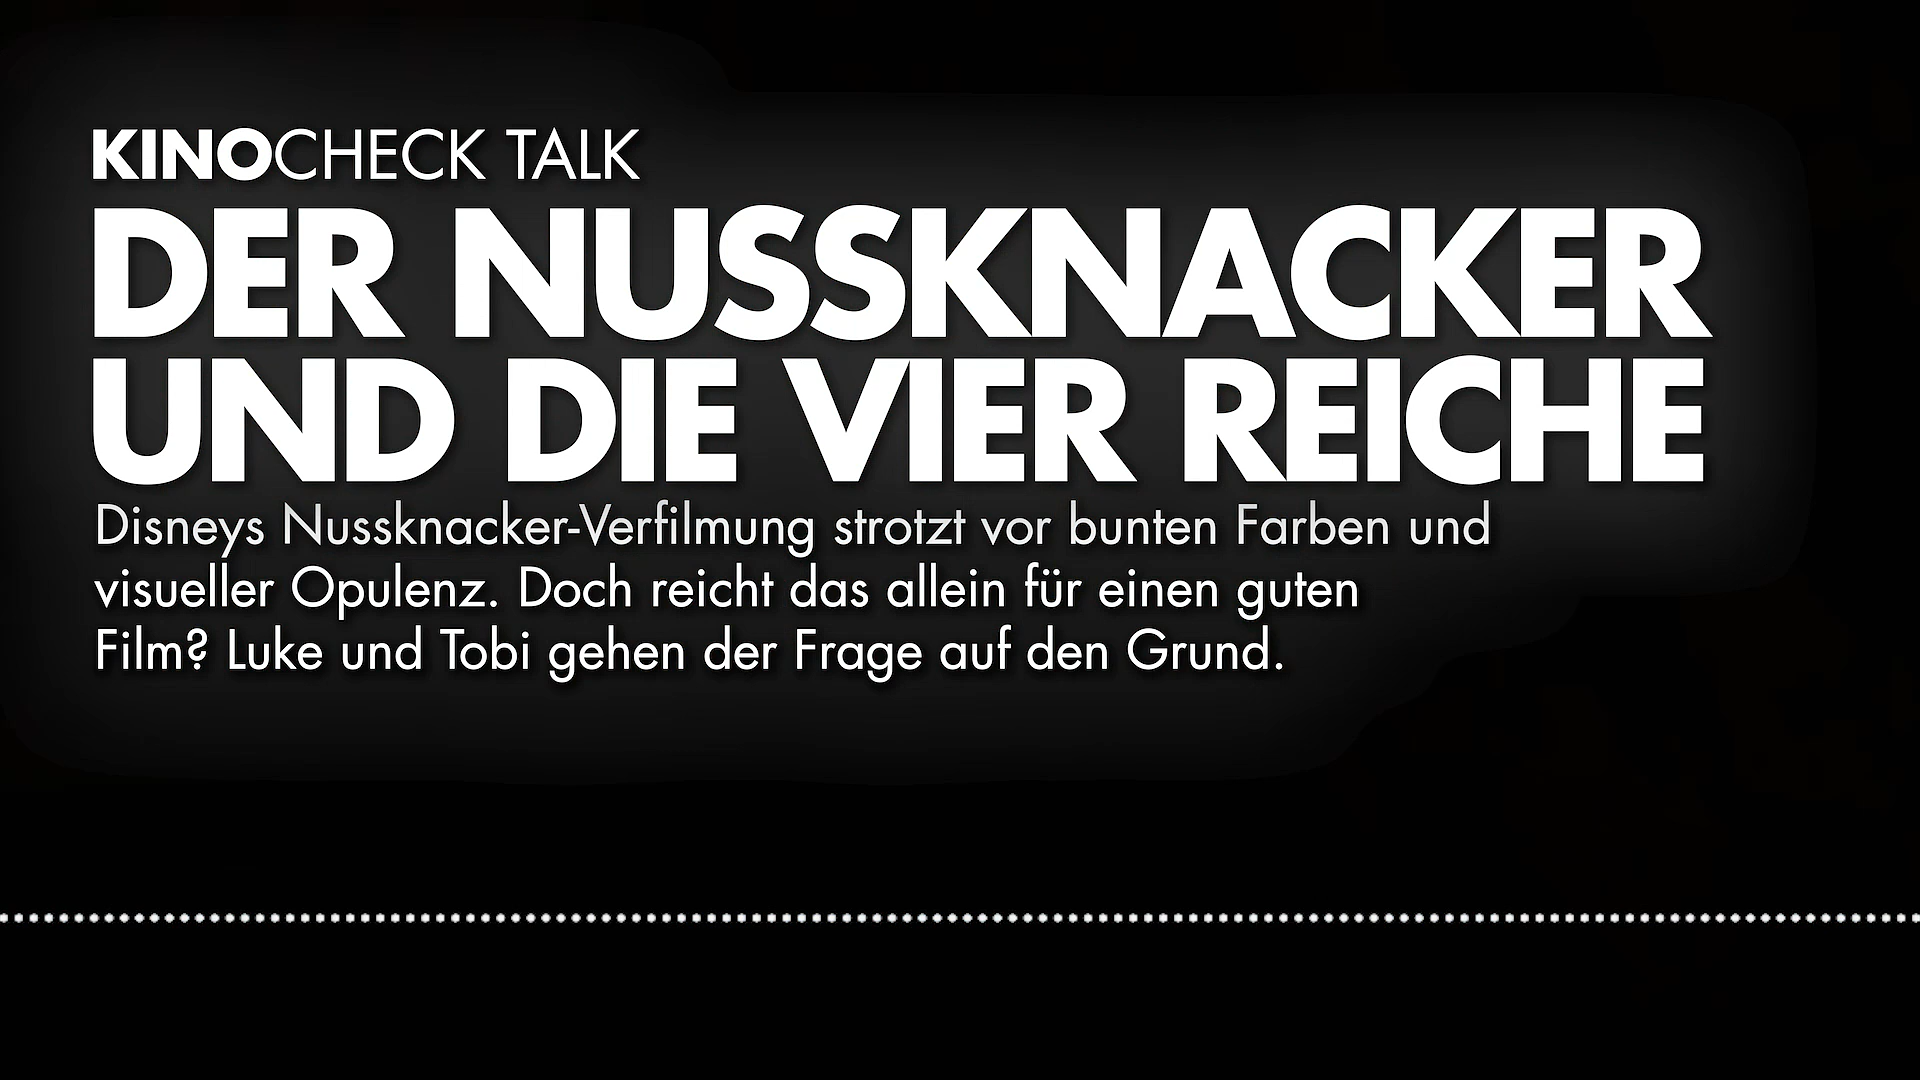 KINOCHECK TALK
DER NUSSKNACKER
UND DIE VIER REICHE
Disneys Nussknacker-Verfilmung strotzt vor bunten Farben und
visueller Opulenz. Doch reicht das allein für einen guten
Film? Luke und Tobi gehen der Frage auf den Grund.